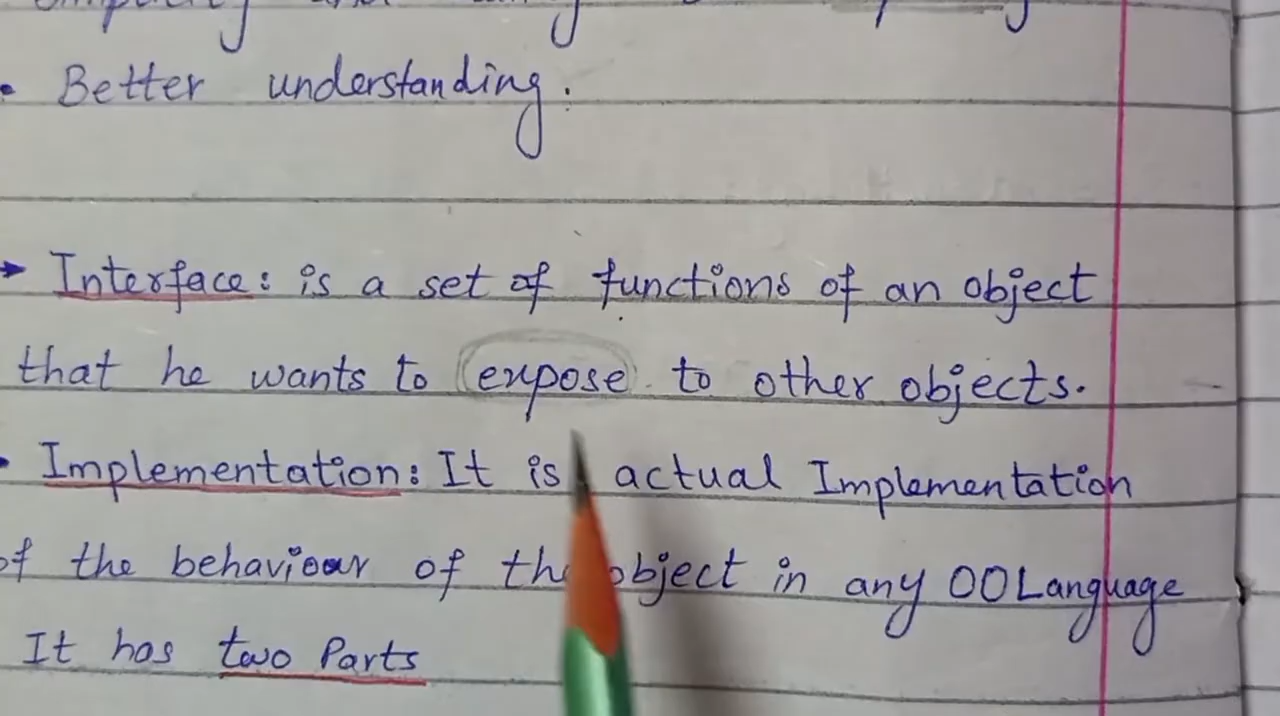 • Better understanding.
→ Interface: is a set of functions of an object
that he wants to expose to other objects.
• Implementation: It is actual Implementation
of the behaviour of the object in any OOLanguage
It has two Parts